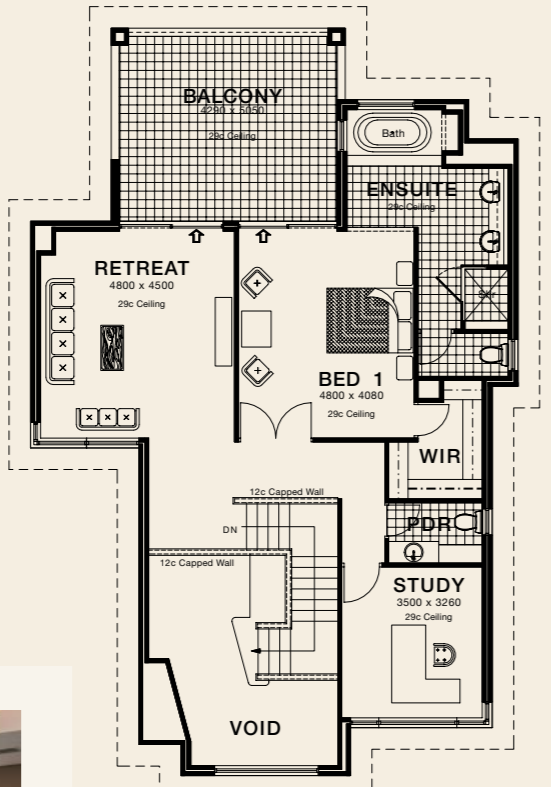 BALCONY
4290 x 5050
29c Ceiling
Bath
ENSUITE
29c Ceiling
RETREAT
4800 x 4500
29c Ceiling
Shr
BED 1
4800 x 4080
29c Ceiling
WIR
12c Capped Wall
DN
PDR
12c Capped Wall
STUDY
3500 x 3260
29c Ceiling
VOID